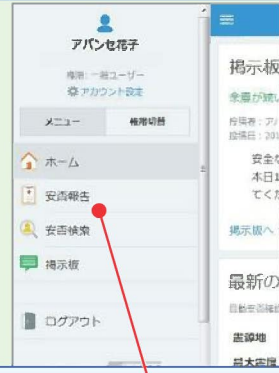 アバンセ花子
権限:一般ユーザー
アカウント設定
メニュー
権限切替
ホーム
安否報告
安否検索
掲示板
ログアウト
掲示板
余震が続い
投稿者:アバ
投稿日:201
安全な
本日1
てくだ
掲示板へ
最新の
自動安否確認
震源地
最大震度